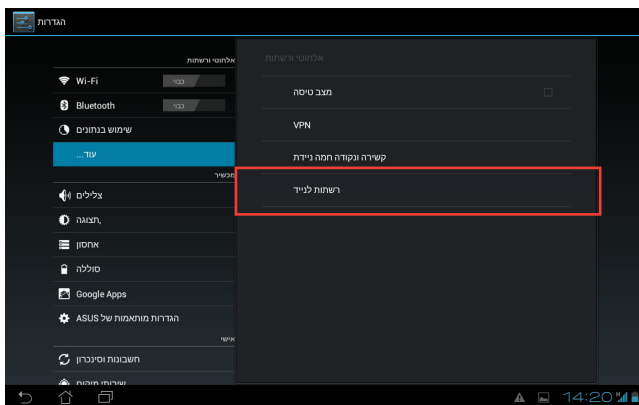 הגדרות
אלחוטי ורשתות
Wi-Fi
כבוי
Bluetooth
כבוי
שימוש בנתונים
עוד...
מכשיר
צלילים
תצוגה,
אחסון
סוללה
Google Apps
הגדרות מותאמות של ASUS
אישי
חשבונות וסינכרון
שירותי מיקום
אלחוטי ורשתות
מצב טיסה
VPN
קשירה ונקודה חמה ניידת
רשתות לנייד
14:20